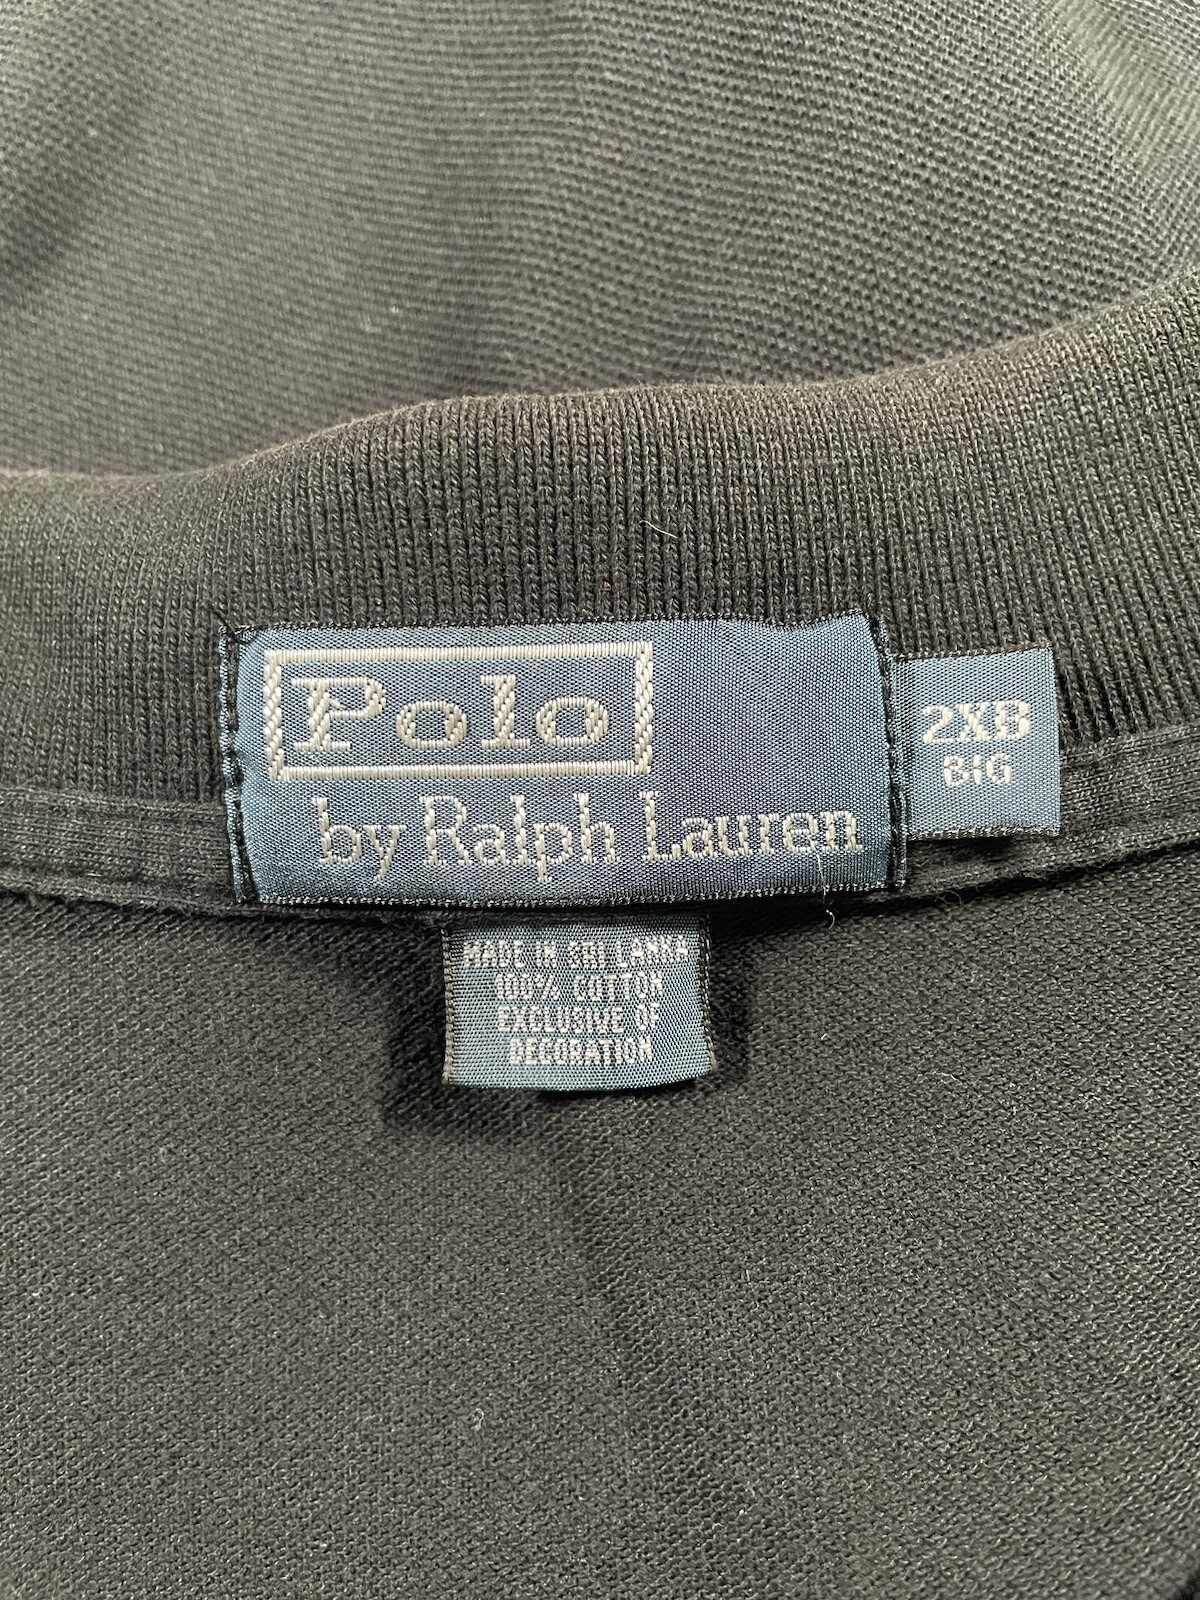 Polo
by Ralph Lauren
2XB
BIG
MADE IN SRI LANKA
100% COTTON
EXCLUSIVE OF
DECORATION